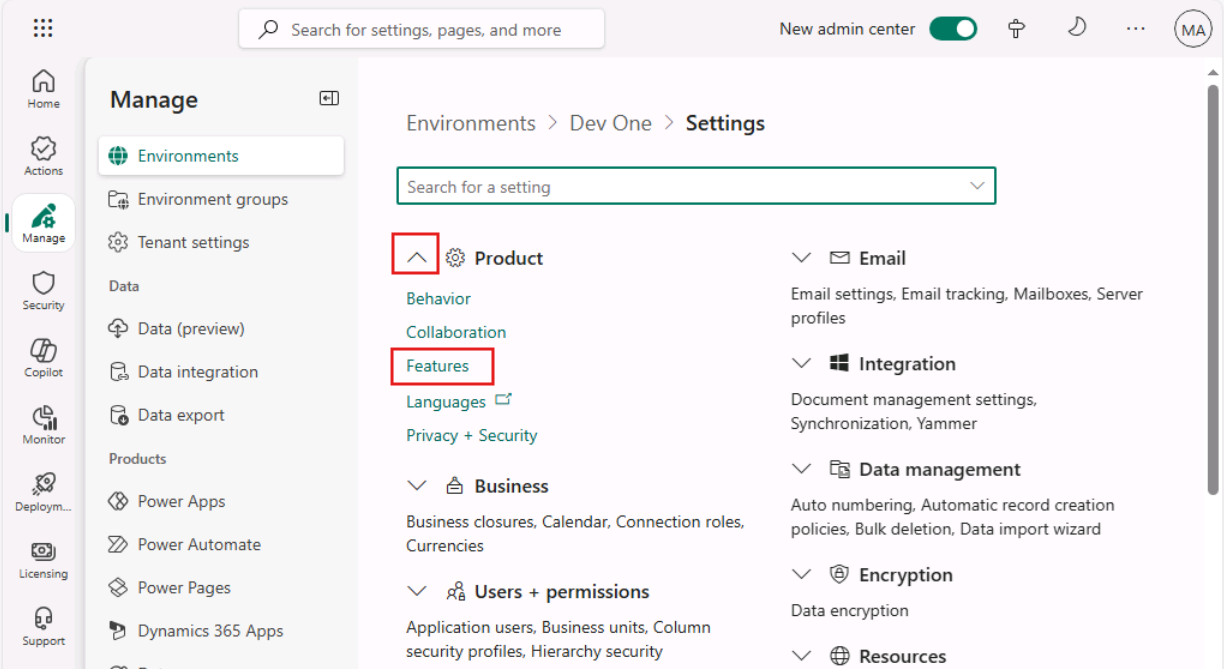 Search for settings, pages, and more
New admin center
MA
Home
Actions
Manage
Security
Copilot
Monitor
Deploym...
Licensing
Support
Manage
Environments
Environment groups
Tenant settings
Data
Data (preview)
Data integration
Data export
Products
Power Apps
Power Automate
Power Pages
Dynamics 365 Apps
Environments > Dev One > Settings
Search for a setting
Product
Behavior
Collaboration
Features
Languages
Privacy + Security
Business
Business closures, Calendar, Connection roles,
Currencies
Users + permissions
Application users, Business units, Column
security profiles, Hierarchy security
Email
Email settings, Email tracking, Mailboxes, Server
profiles
Integration
Document management settings,
Synchronization, Yammer
Data management
Auto numbering, Automatic record creation
policies, Bulk deletion, Data import wizard
Encryption
Data encryption
Resources